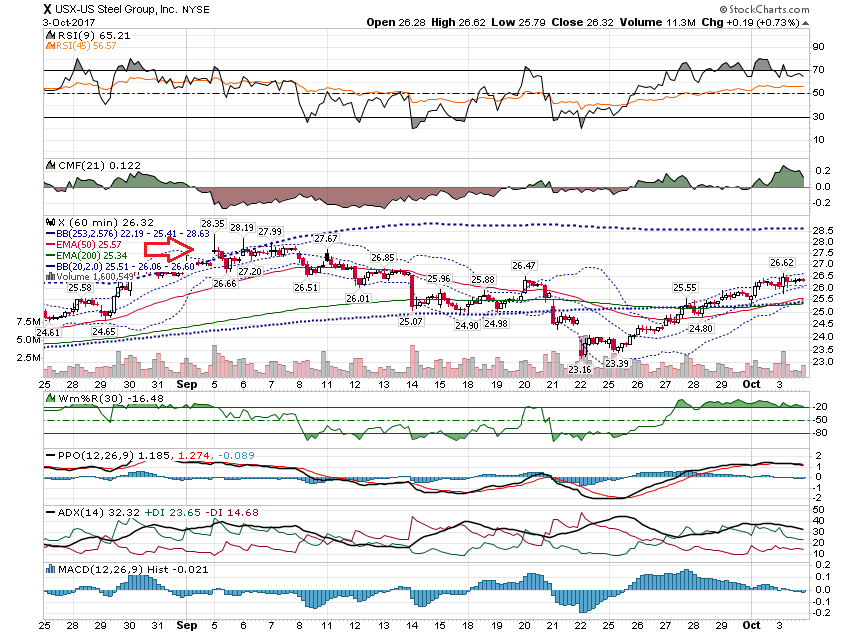 X USX-US Steel Group, Inc. NYSE © StockCharts.com
3-Oct-2017 Open 26.28 High 26.62 Low 25.79 Close 26.32 Volume 11.3M Chg +0.19 (+0.73%)
RSI(9) 65.21
RSI(45) 56.57
90
70
50
30
10
CMF(21) 0.122
0.2
0.0
-0.2
X (60 min) 26.32
BB(253,2.576) 22.19 - 25.41 - 28.63
EMA(50) 25.57
EMA(200) 25.34
BB(20,2.0) 25.51 - 26.06 - 26.60
Volume 1,600,549
28.35 28.19 27.99 27.67 26.85 25.96 25.88 26.47 25.55 26.62
25.58 26.66 27.20 26.51 26.01
24.61 24.65 25.07 24.90 24.98 23.16 23.39 24.80
28.5
28.0
27.5
27.0
26.5
26.0
25.5
25.0
24.5
24.0
23.5
23.0
7.5M
5.0M
2.5M
25 28 29 30 31 Sep 5 6 7 8 11 12 13 14 15 18 19 20 21 22 25 26 27 28 29 Oct 3
Wm%R(30) -16.48
-20
-50
-80
PPO(12,26,9) 1.185, 1.274, -0.089
2
1
0
-1
-2
ADX(14) 32.32 +DI 23.65 -DI 14.68
50
40
30
20
10
MACD(12,26,9) Hist -0.021
0.2
0.1
0.0
-0.1
-0.2
25 28 29 30 31 Sep 5 6 7 8 11 12 13 14 15 18 19 20 21 22 25 26 27 28 29 Oct 3